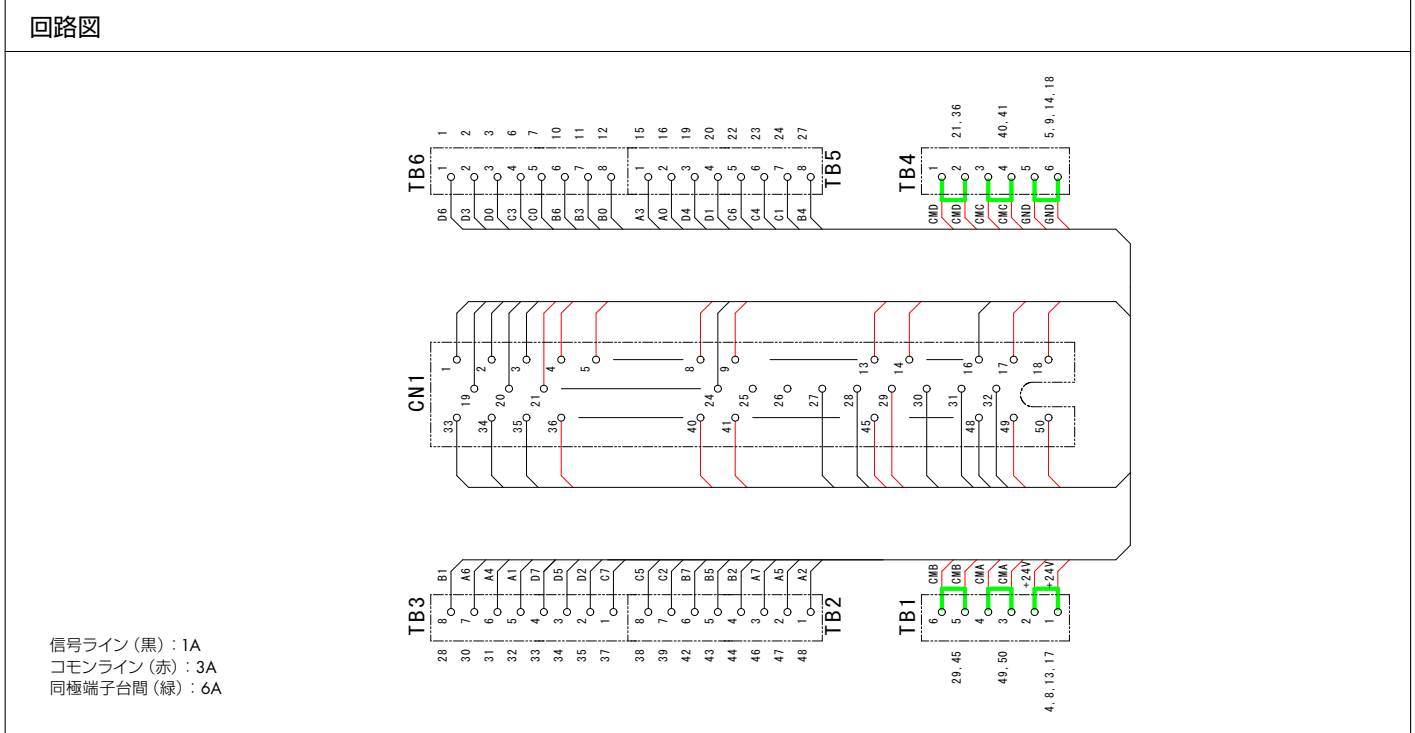 回路図
1 2 3 6 7 10 11 12 15 16 19 20 22 23 24 27 21,36 40,41 5,9,14,18
TB6 1 2 3 4 5 6 7 8 1 2 3 4 5 6 7 8 TB5 TB4 1 2 3 4 5 6
D6 D3 D0 C3 C0 B6 B3 B0 A3 A0 D4 D1 C6 C4 C1 B4 CMD CMD CMC CMC GND GND
CN1
1 2 3 4 5 8 9 13 14 16 17 18
19 20 21 24 25 26 27 28 29 30 31 32
33 34 35 36 40 41 45 48 49 50
B1 A6 A4 A1 D7 D5 D2 C7 C5 C2 B7 B5 B2 A7 A5 A2 CMB CMB CMA CMA +24V +24V
TB3 8 7 6 5 4 3 2 1 8 7 6 5 4 3 2 1 TB2 TB1 6 5 4 3 2 1
28 30 31 32 33 34 35 37 38 39 42 43 44 46 47 48 29,45 49,50 4,8,13,17
信号ライン（黒）：1A
コモンライン（赤）：3A
同極端子台間（緑）：6A